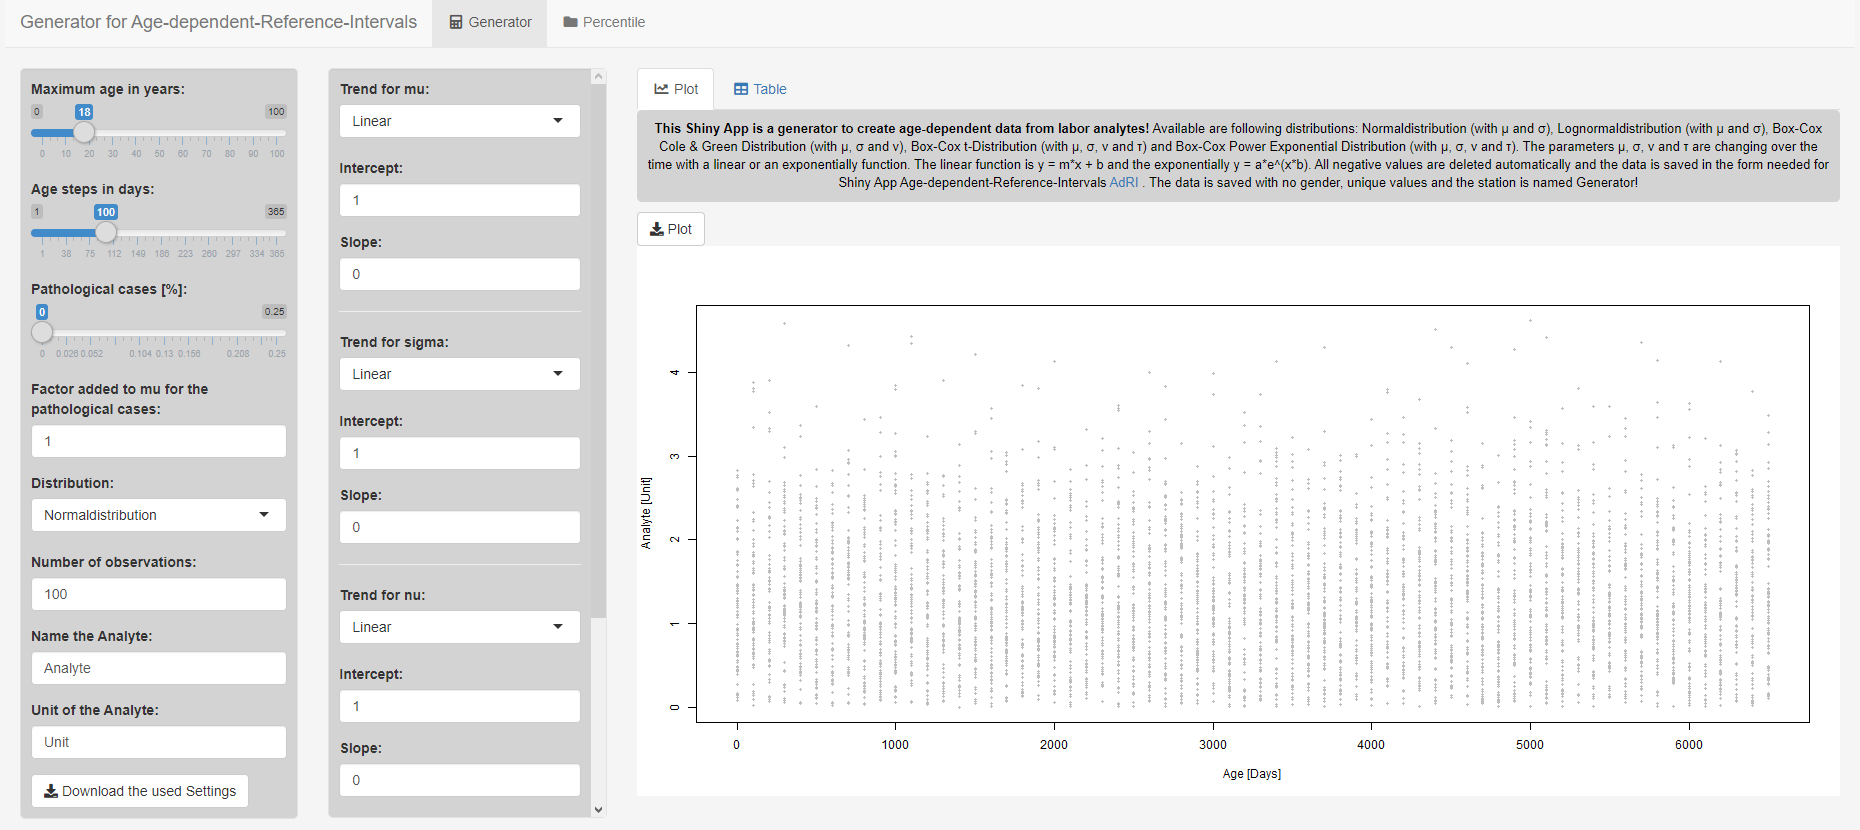 Generator for Age-dependent-Reference-Intervals
Generator
Percentile
Maximum age in years:
0
18
100
0 10 20 30 40 50 60 70 80 90 100
Age steps in days:
1
100
365
1 38 75 112 149 186 223 260 297 334 365
Pathological cases [%]:
0
0.25
0 0.026 0.052 0.104 0.13 0.156 0.208 0.25
Factor added to mu for the
pathological cases:
1
Distribution:
Normaldistribution
Number of observations:
100
Name the Analyte:
Analyte
Unit of the Analyte:
Unit
Download the used Settings
Trend for mu:
Linear
Intercept:
1
Slope:
0
Trend for sigma:
Linear
Intercept:
1
Slope:
0
Trend for nu:
Linear
Intercept:
1
Slope:
0
Plot
Table
This Shiny App is a generator to create age-dependent data from labor analytes! Available are following distributions: Normaldistribution (with μ and σ), Lognormaldistribution (with μ and σ), Box-Cox
Cole & Green Distribution (with μ, σ and ν), Box-Cox t-Distribution (with μ, σ, ν and τ) and Box-Cox Power Exponential Distribution (with μ, σ, ν and τ). The parameters μ, σ, ν and τ are changing over the
time with a linear or an exponentially function. The linear function is y = m*x + b and the exponentially y = a*e^(x*b). All negative values are deleted automatically and the data is saved in the form needed for
Shiny App Age-dependent-Reference-Intervals AdRI . The data is saved with no gender, unique values and the station is named Generator!
Plot
Analyte [Unit]
4
3
2
1
0
0 1000 2000 3000 4000 5000 6000
Age [Days]